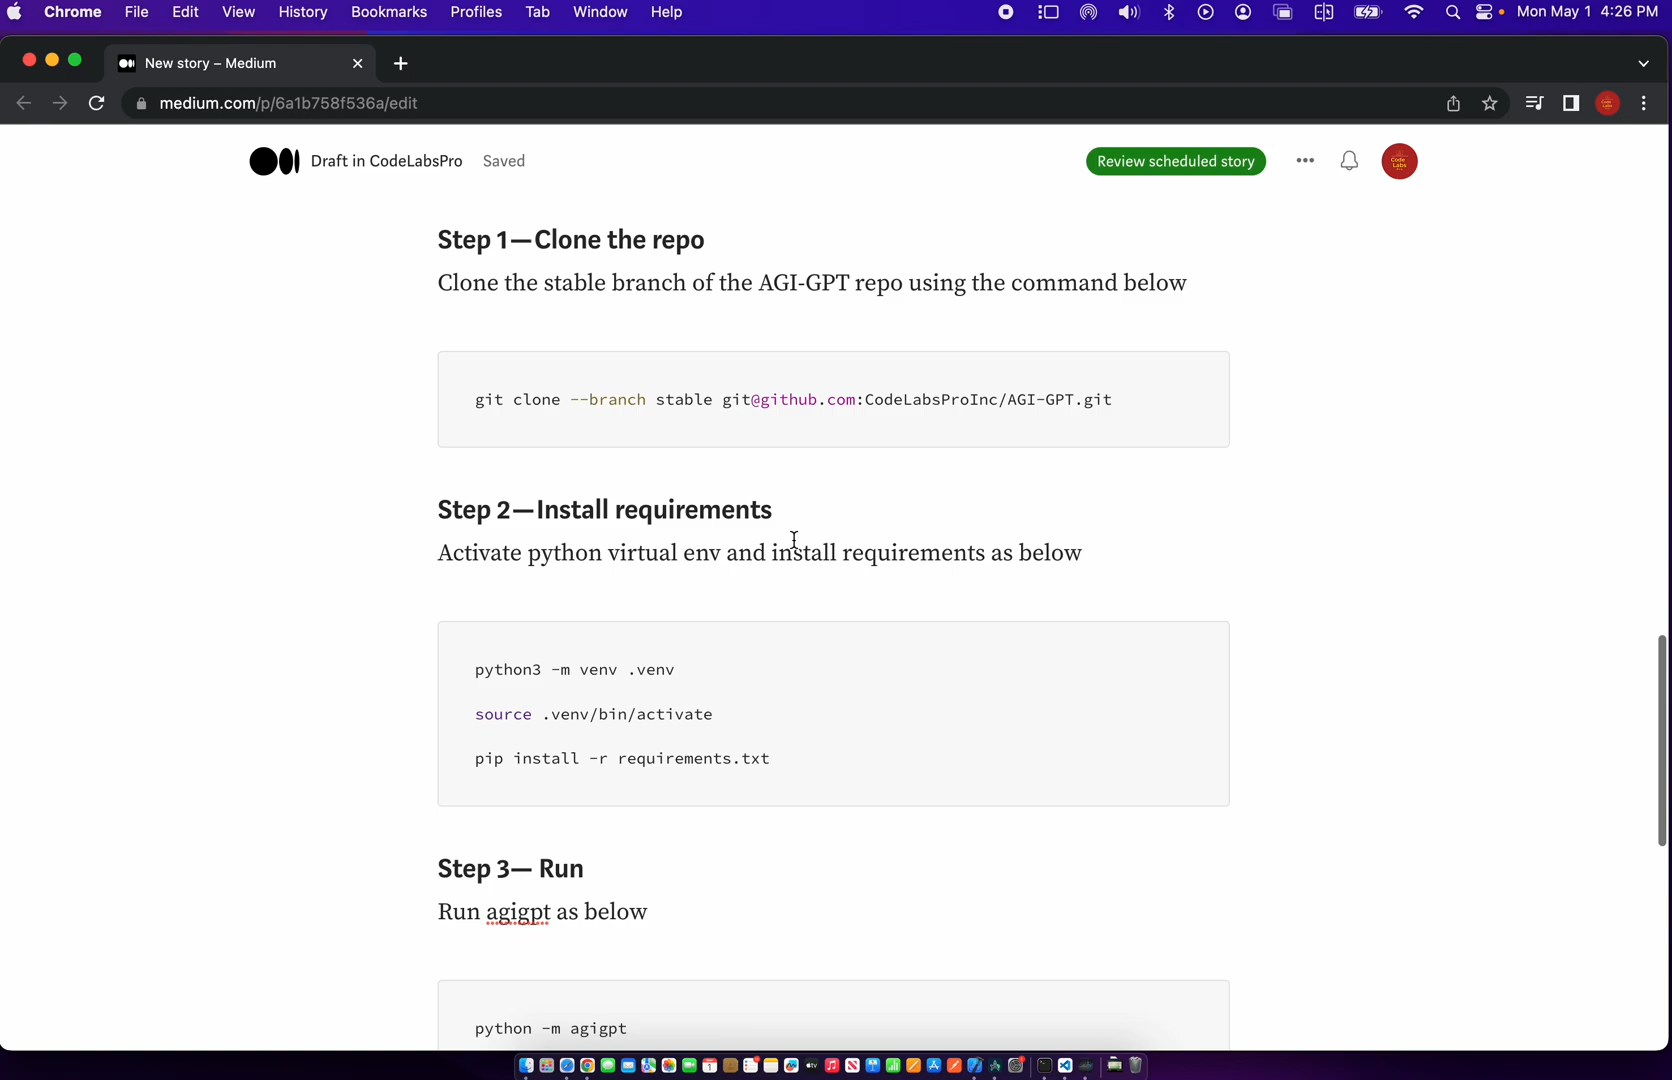 Chrome File Edit View History Bookmarks Profiles Tab Window Help Mon May 1 4:26 PM
New story – Medium
medium.com/p/6a1b758f536a/edit
Draft in CodeLabsPro Saved Review scheduled story
Step 1—Clone the repo
Clone the stable branch of the AGI-GPT repo using the command below
git clone --branch stable git@github.com:CodeLabsProInc/AGI-GPT.git
Step 2—Install requirements
Activate python virtual env and install requirements as below
python3 -m venv .venv
source .venv/bin/activate
pip install -r requirements.txt
Step 3— Run
Run agigpt as below
python -m agigpt